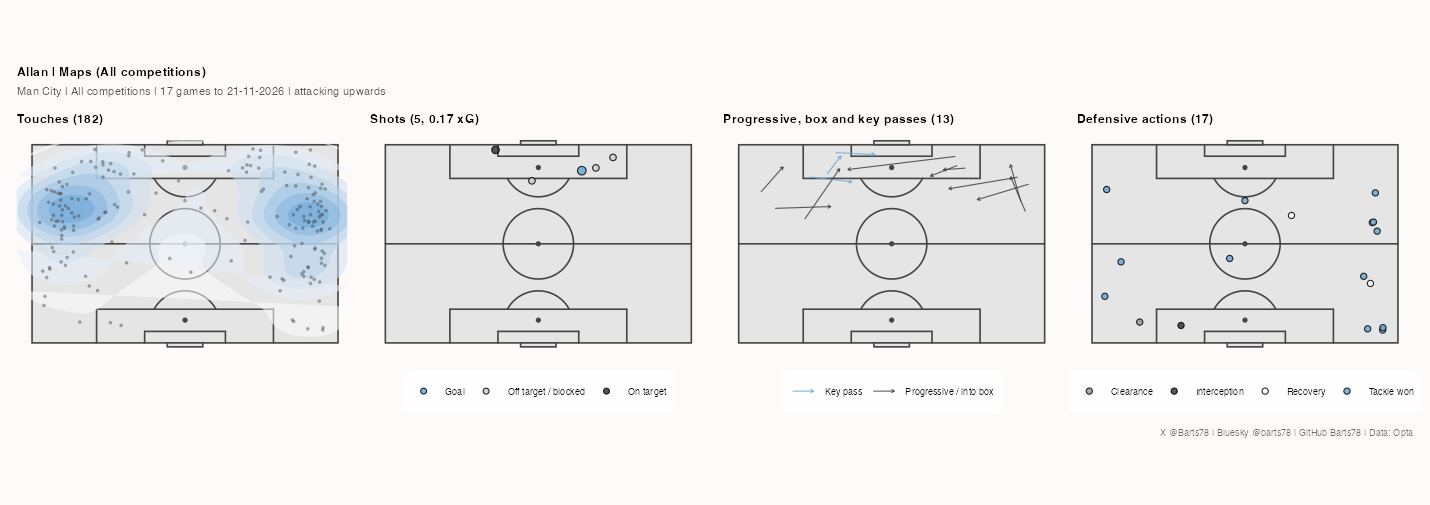 Allan | Maps (All competitions)
Man City | All competitions | 17 games to 21-11-2026 | attacking upwards
Touches (182)
Shots (5, 0.17 xG)
Progressive, box and key passes (13)
Defensive actions (17)
Goal
Off target / blocked
On target
Key pass
Progressive / into box
Clearance
Interception
Recovery
Tackle won
X @Barts78 | Bluesky @barts78 | GitHub Barts78 | Data: Opta